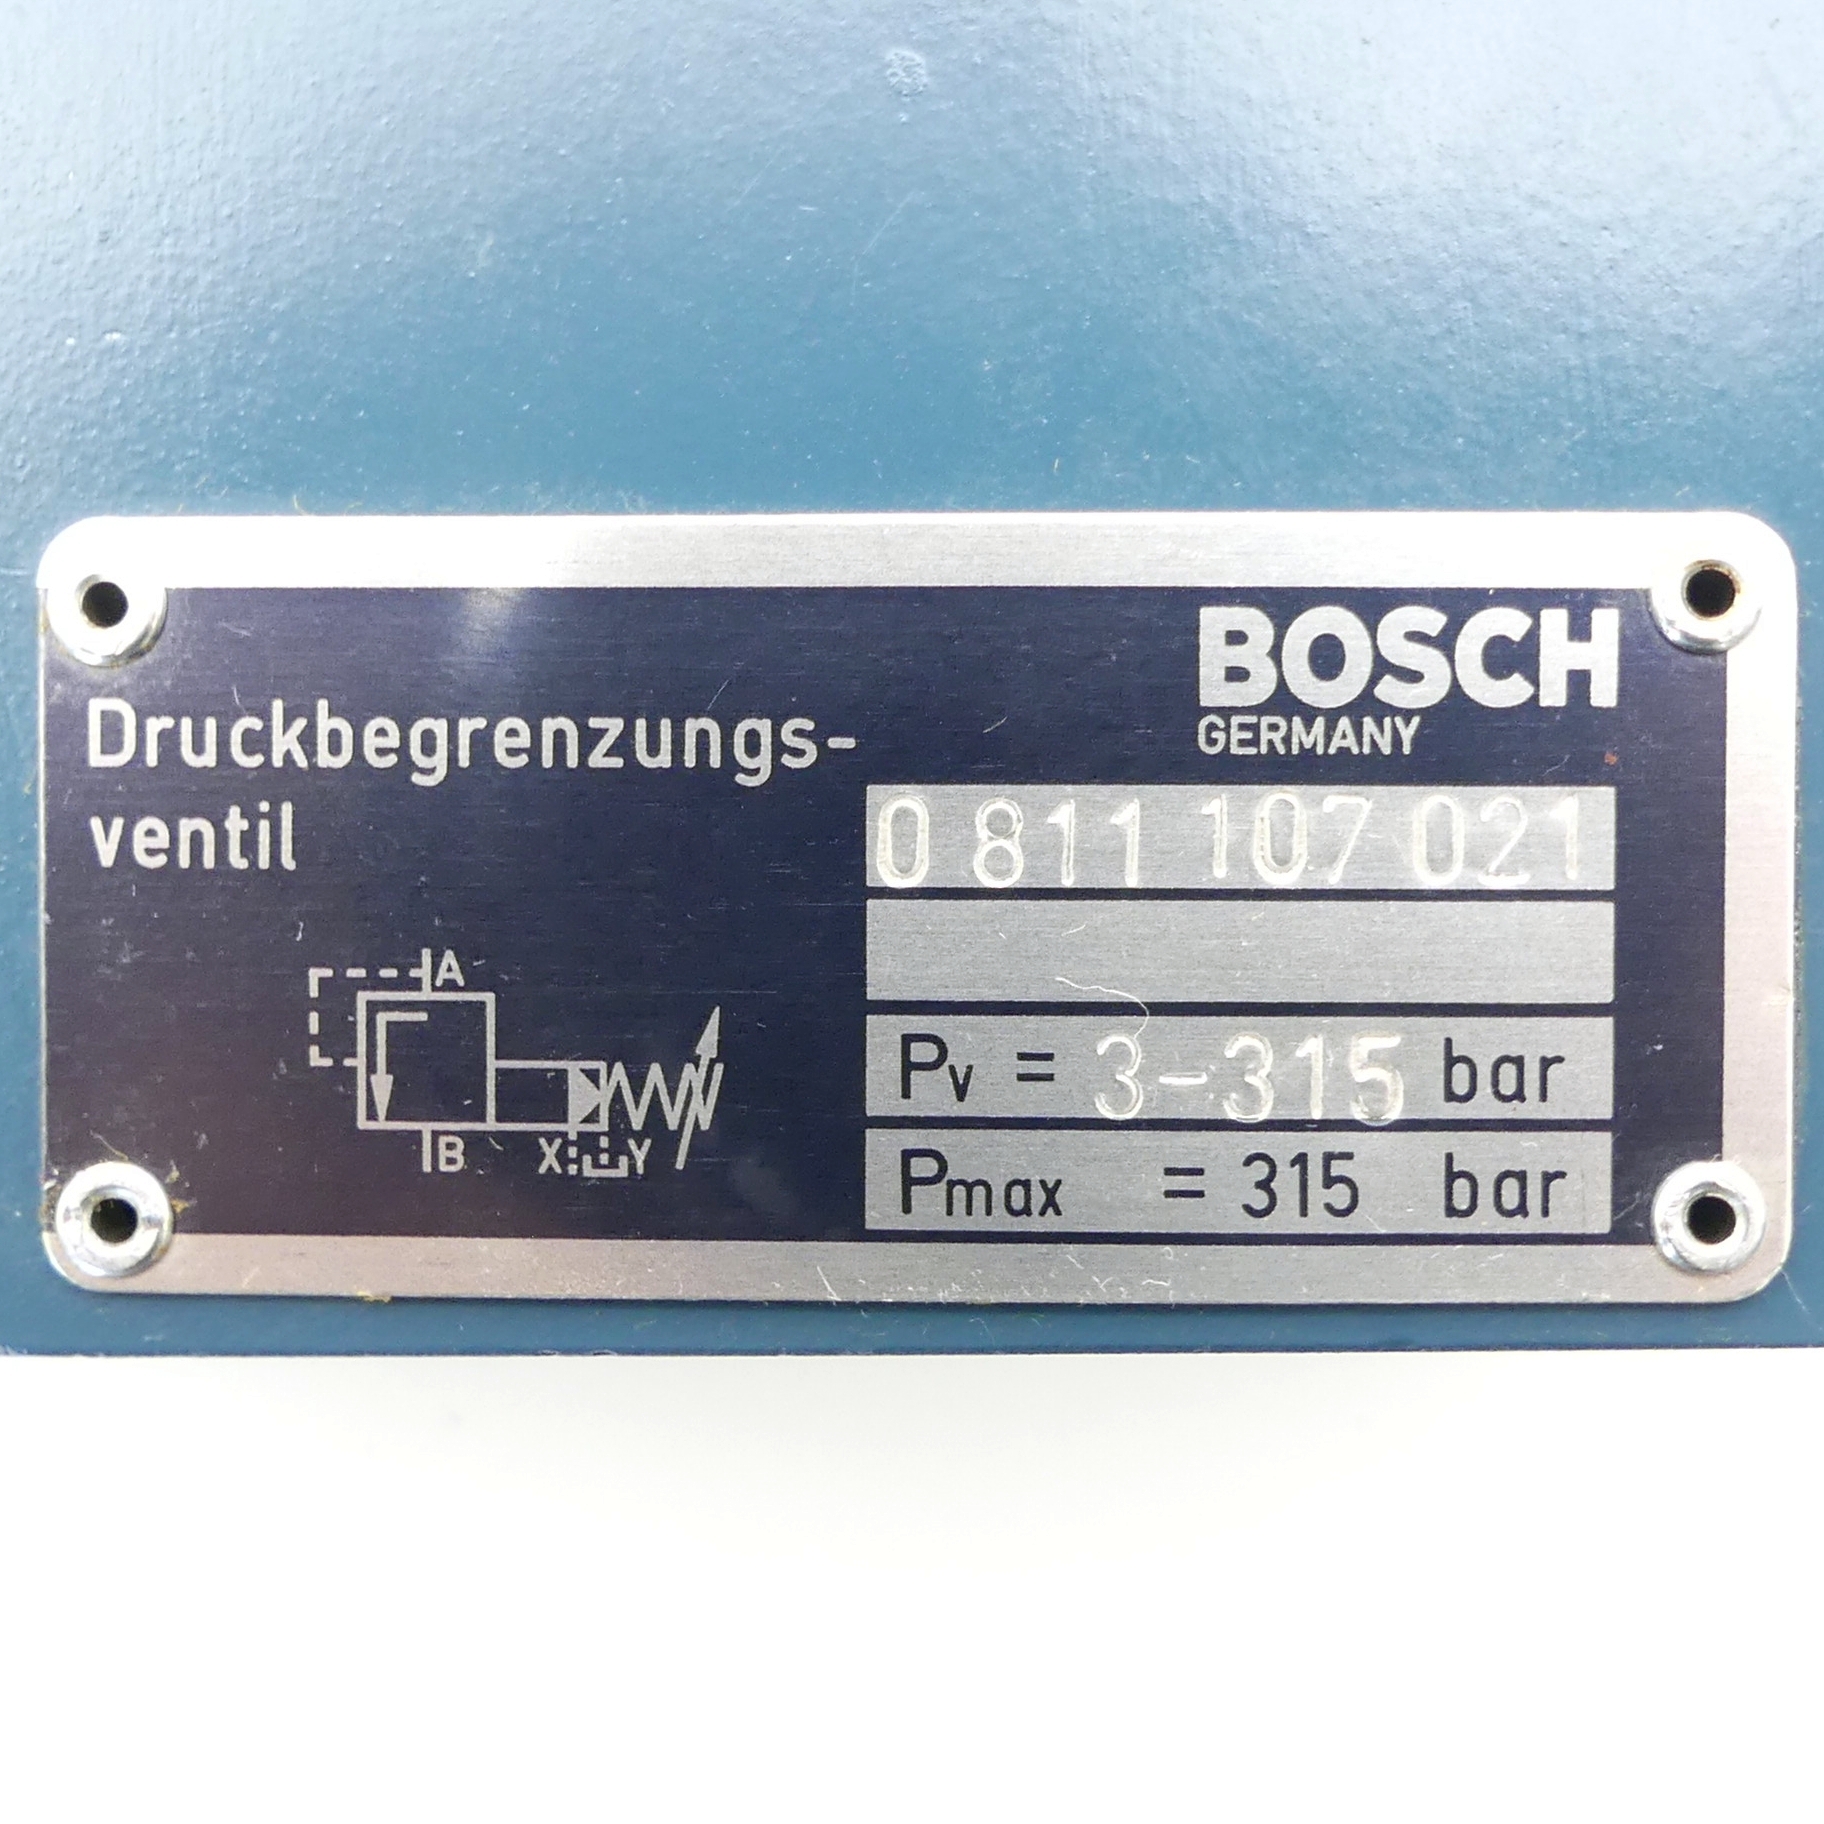 BOSCH
GERMANY
Druckbegrenzungs-
ventil
0 811 107 021
A
B
X Y
Pv = 3-315 bar
Pmax = 315 bar